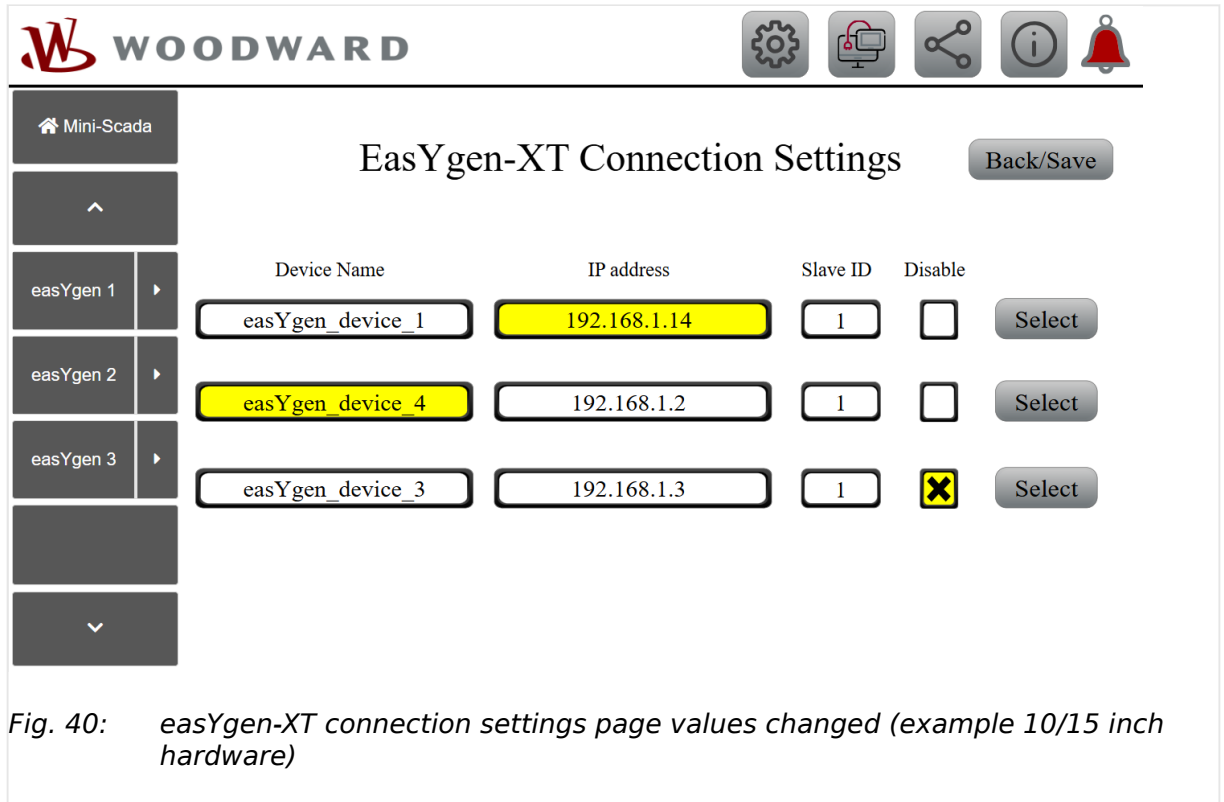 WOODWARD
Mini-Scada
EasYgen-XT Connection Settings
Back/Save
Device Name IP address Slave ID Disable
easYgen 1
easYgen_device_1 192.168.1.14 1 Select
easYgen 2
easYgen_device_4 192.168.1.2 1 Select
easYgen 3
easYgen_device_3 192.168.1.3 1 Select
Fig. 40: easYgen-XT connection settings page values changed (example 10/15 inch
hardware)